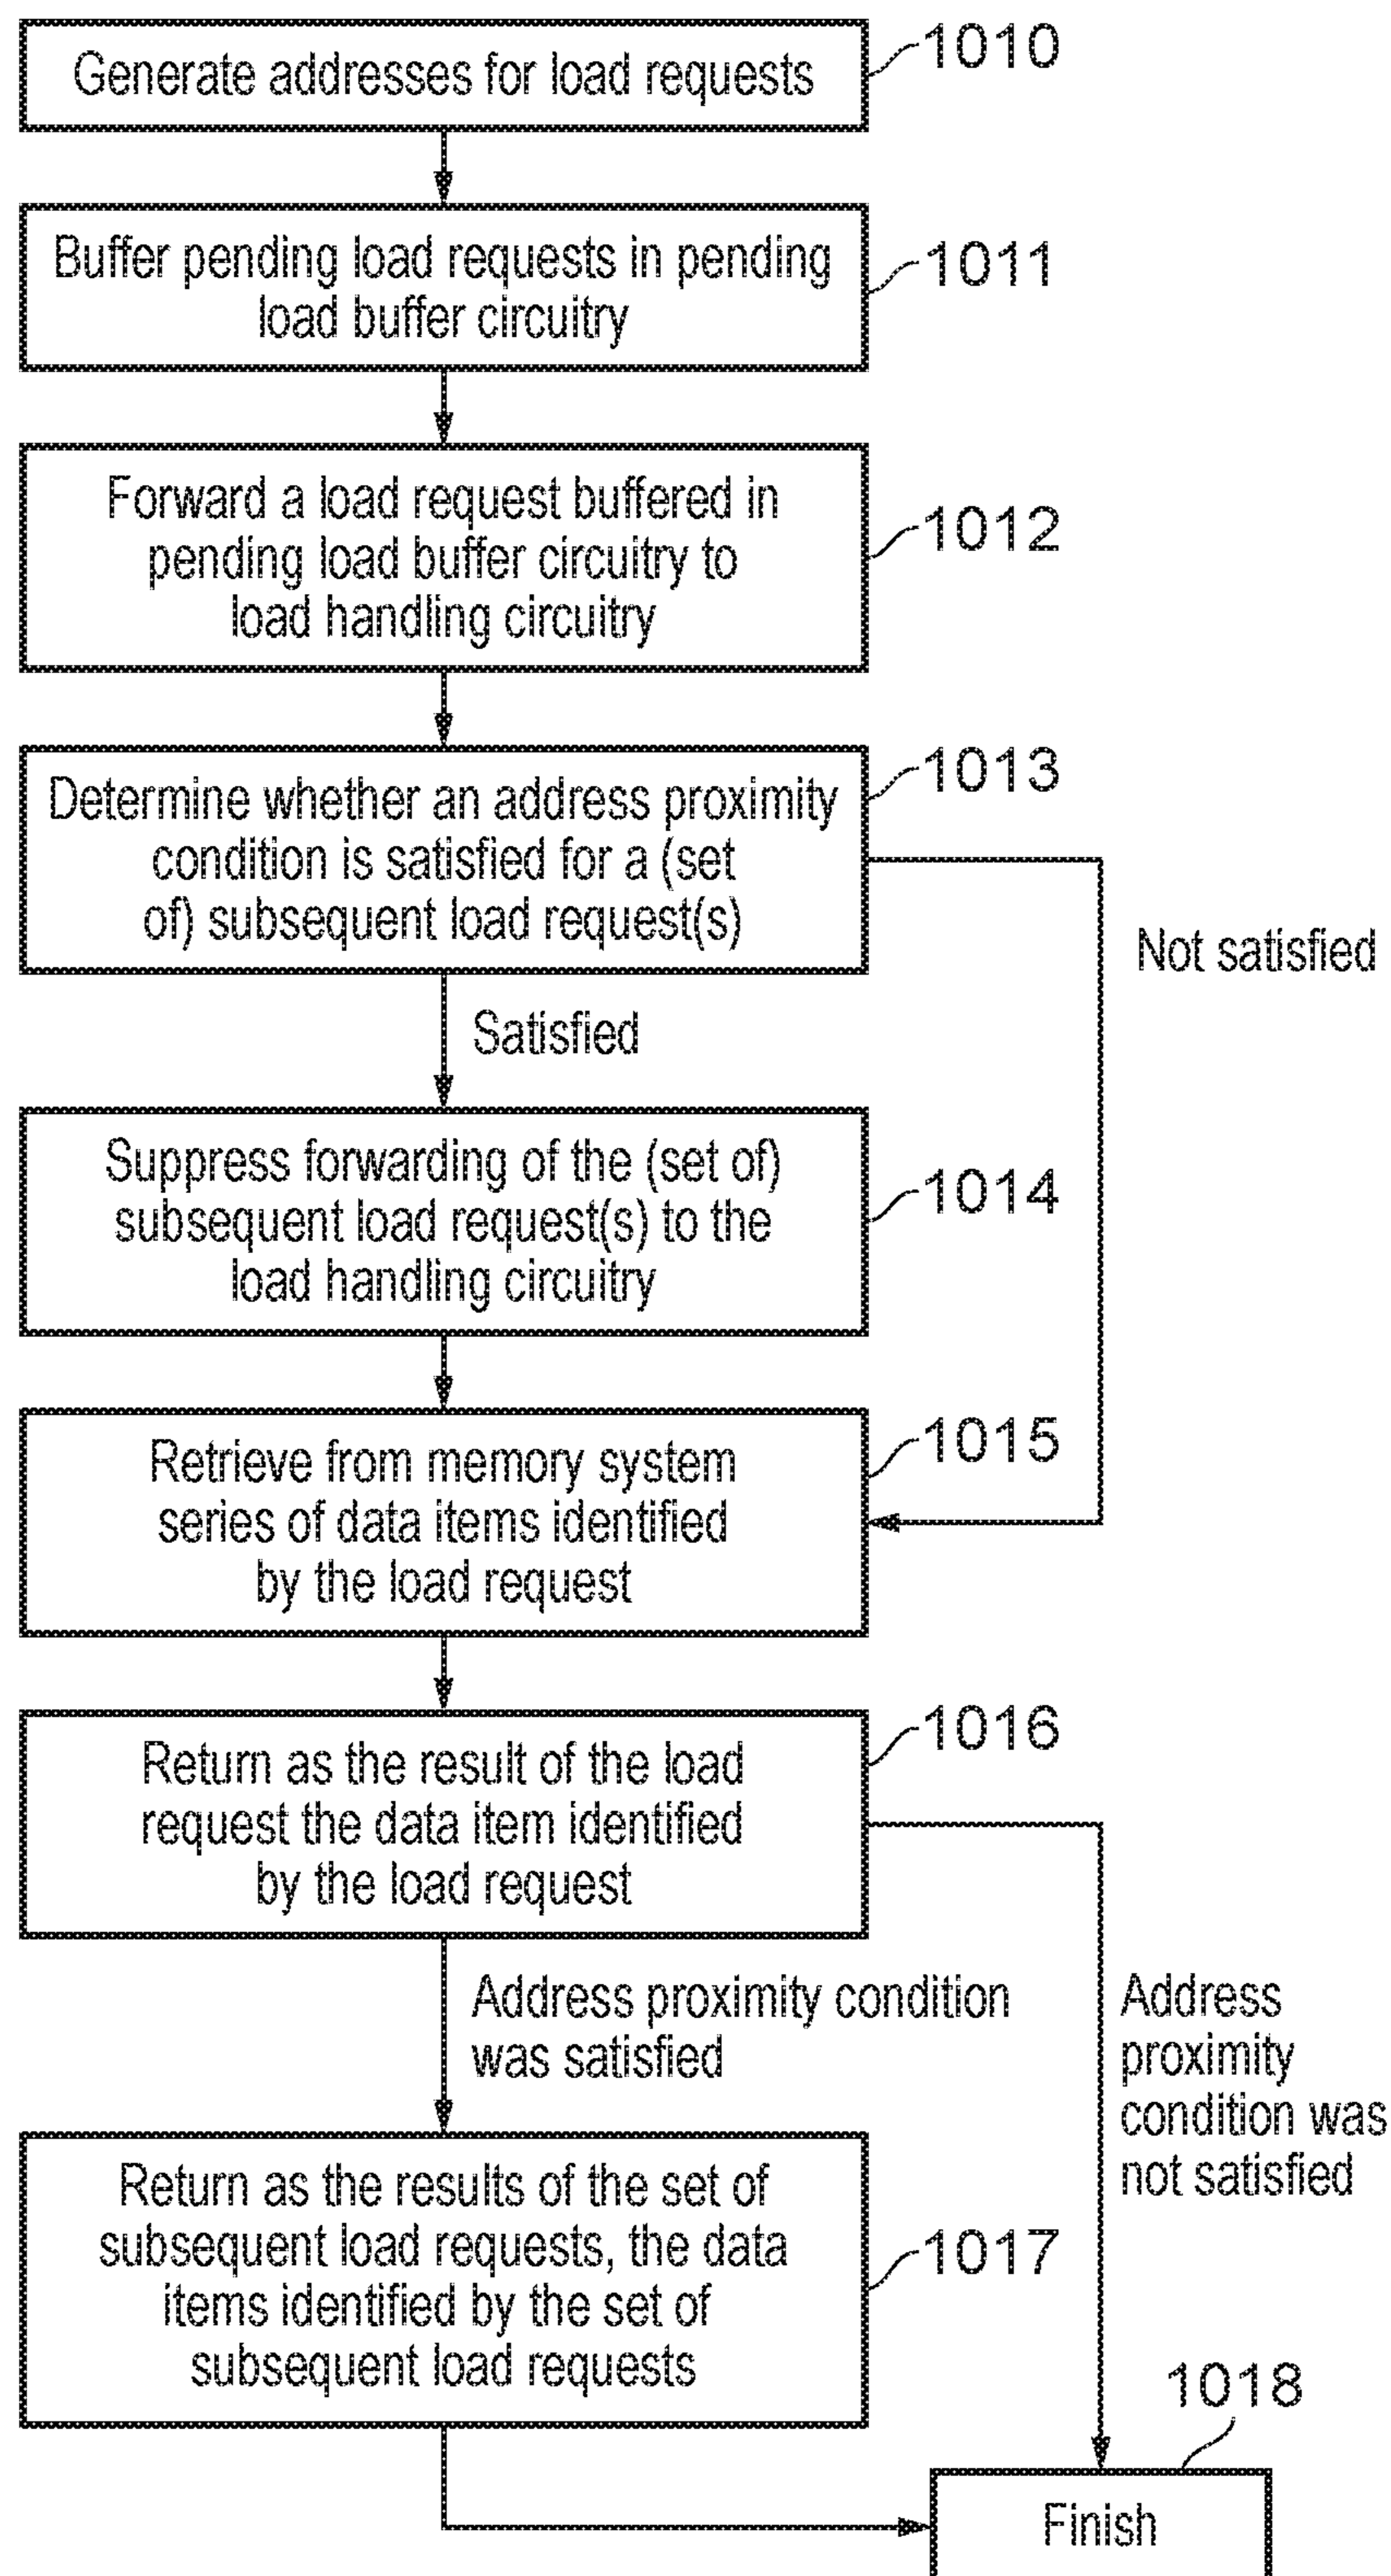 Generate addresses for load requests
1010
Buffer pending load requests in pending
load buffer circuitry
1011
Forward a load request buffered in
pending load buffer circuitry to
load handling circuitry
1012
Determine whether an address proximity
condition is satisfied for a (set
of) subsequent load request(s)
1013
Not satisfied
Satisfied
Suppress forwarding of the (set of)
subsequent load request(s) to the
load handling circuitry
1014
Retrieve from memory system
series of data items identified
by the load request
1015
Return as the result of the load
request the data item identified
by the load request
1016
Address proximity condition
was satisfied
Address
proximity
condition was
not satisfied
Return as the results of the set of
subsequent load requests, the data
items identified by the set of
subsequent load requests
1017
1018
Finish